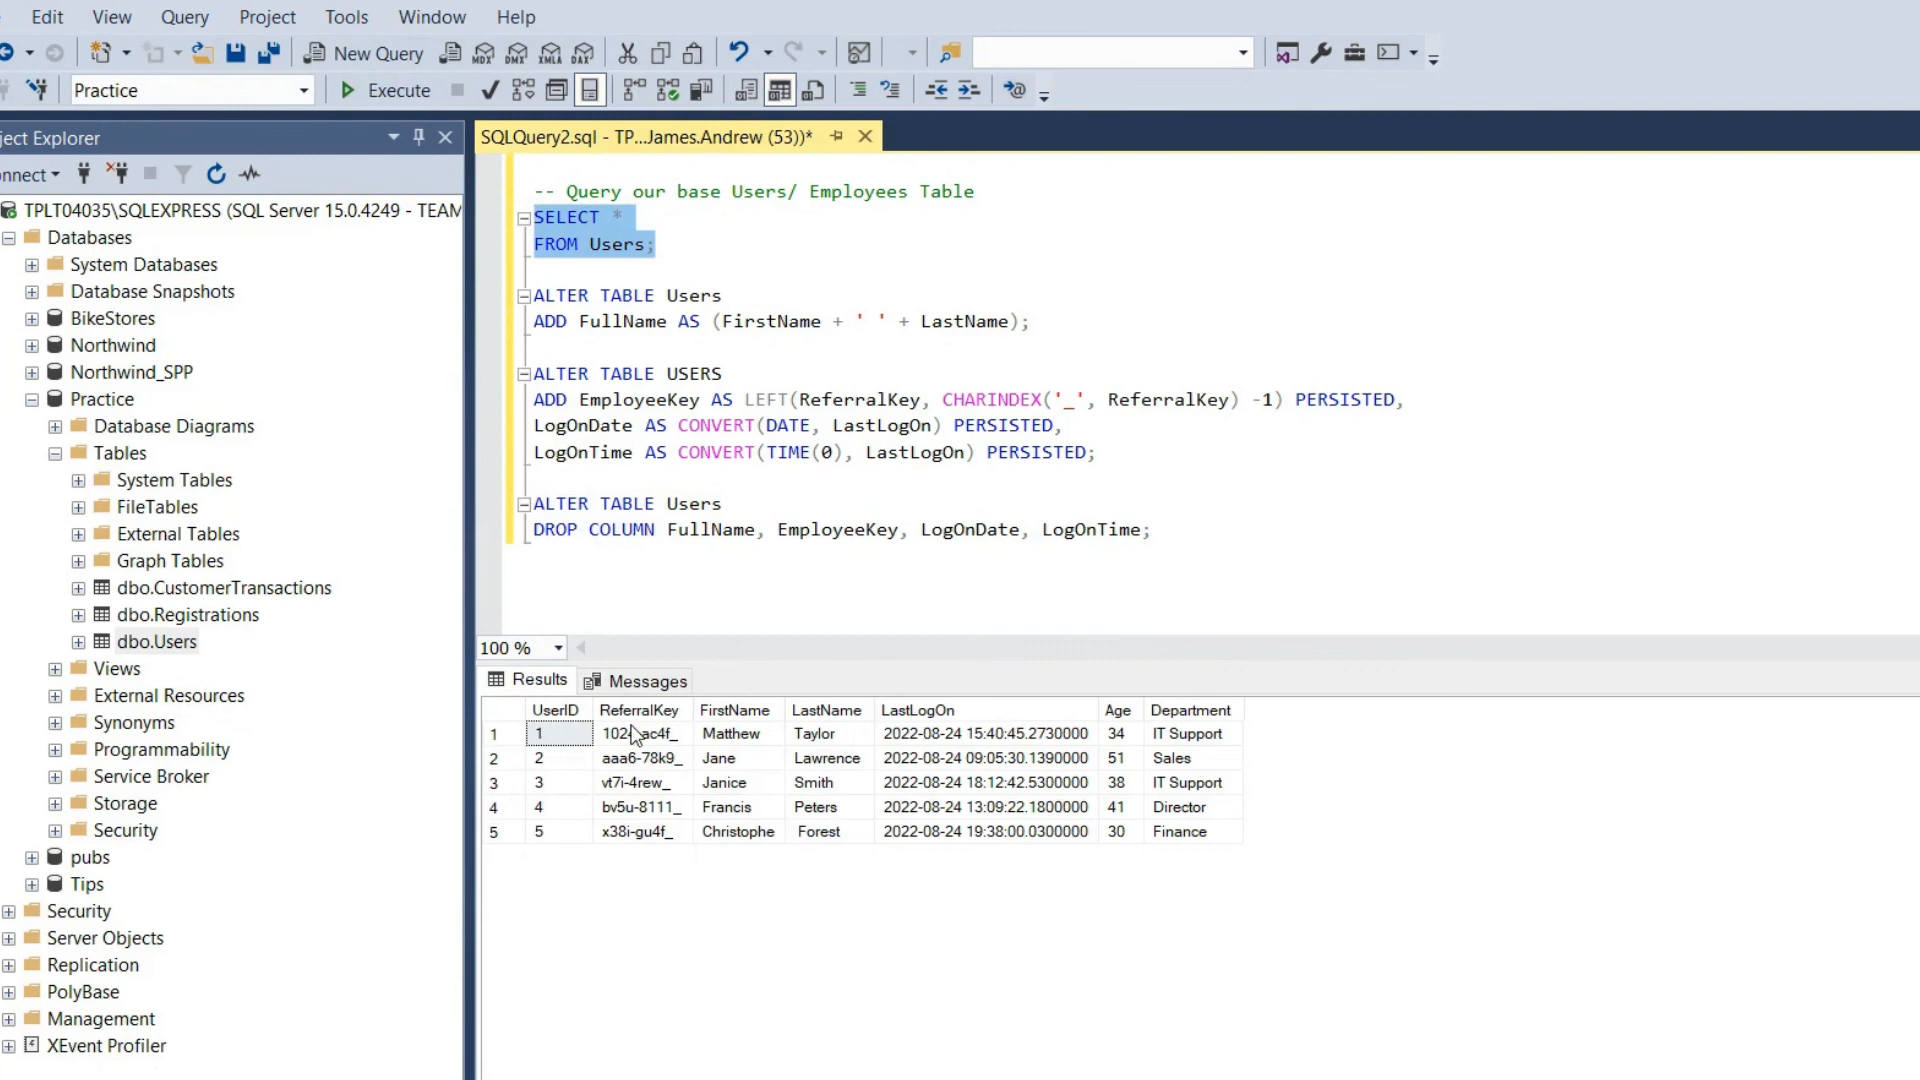 Edit View Query Project Tools Window Help
New Query MDX DMX XMLA DAX
Practice Execute
ject Explorer
nnect
TPLT04035\SQLEXPRESS (SQL Server 15.0.4249 - TEAM
Databases
System Databases
Database Snapshots
BikeStores
Northwind
Northwind_SPP
Practice
Database Diagrams
Tables
System Tables
FileTables
External Tables
Graph Tables
dbo.CustomerTransactions
dbo.Registrations
dbo.Users
Views
External Resources
Synonyms
Programmability
Service Broker
Storage
Security
pubs
Tips
Security
Server Objects
Replication
PolyBase
Management
XEvent Profiler
SQLQuery2.sql - TP...James.Andrew (53))*
-- Query our base Users/ Employees Table
SELECT *
FROM Users;
ALTER TABLE Users
ADD FullName AS (FirstName + ' ' + LastName);
ALTER TABLE USERS
ADD EmployeeKey AS LEFT(ReferralKey, CHARINDEX('_', ReferralKey) -1) PERSISTED,
LogOnDate AS CONVERT(DATE, LastLogOn) PERSISTED,
LogOnTime AS CONVERT(TIME(0), LastLogOn) PERSISTED;
ALTER TABLE Users
DROP COLUMN FullName, EmployeeKey, LogOnDate, LogOnTime;
100 %
Results Messages
UserID ReferralKey FirstName LastName LastLogOn Age Department
1 1 Matthew Taylor 2022-08-24 15:40:45.2730000 34 IT Support
2 2 aaa6-78k9_ Jane Lawrence 2022-08-24 09:05:30.1390000 51 Sales
3 3 vt7i-4rew_ Janice Smith 2022-08-24 18:12:42.5300000 38 IT Support
4 4 bv5u-8111_ Francis Peters 2022-08-24 13:09:22.1800000 41 Director
5 5 x38i-gu4f_ Christophe Forest 2022-08-24 19:38:00.0300000 30 Finance